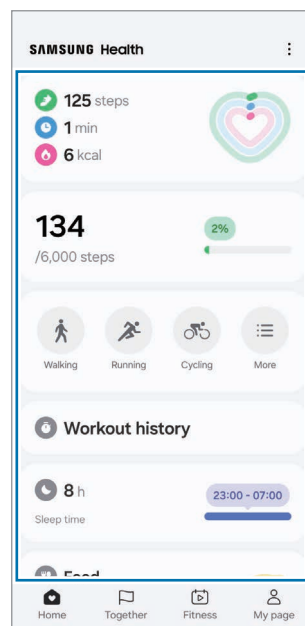 SAMSUNG Health
125 steps
1 min
6 kcal
134
/6,000 steps
2%
Walking
Running
Cycling
More
Workout history
8 h
Sleep time
23:00 - 07:00
Food
Home
Together
Fitness
My page